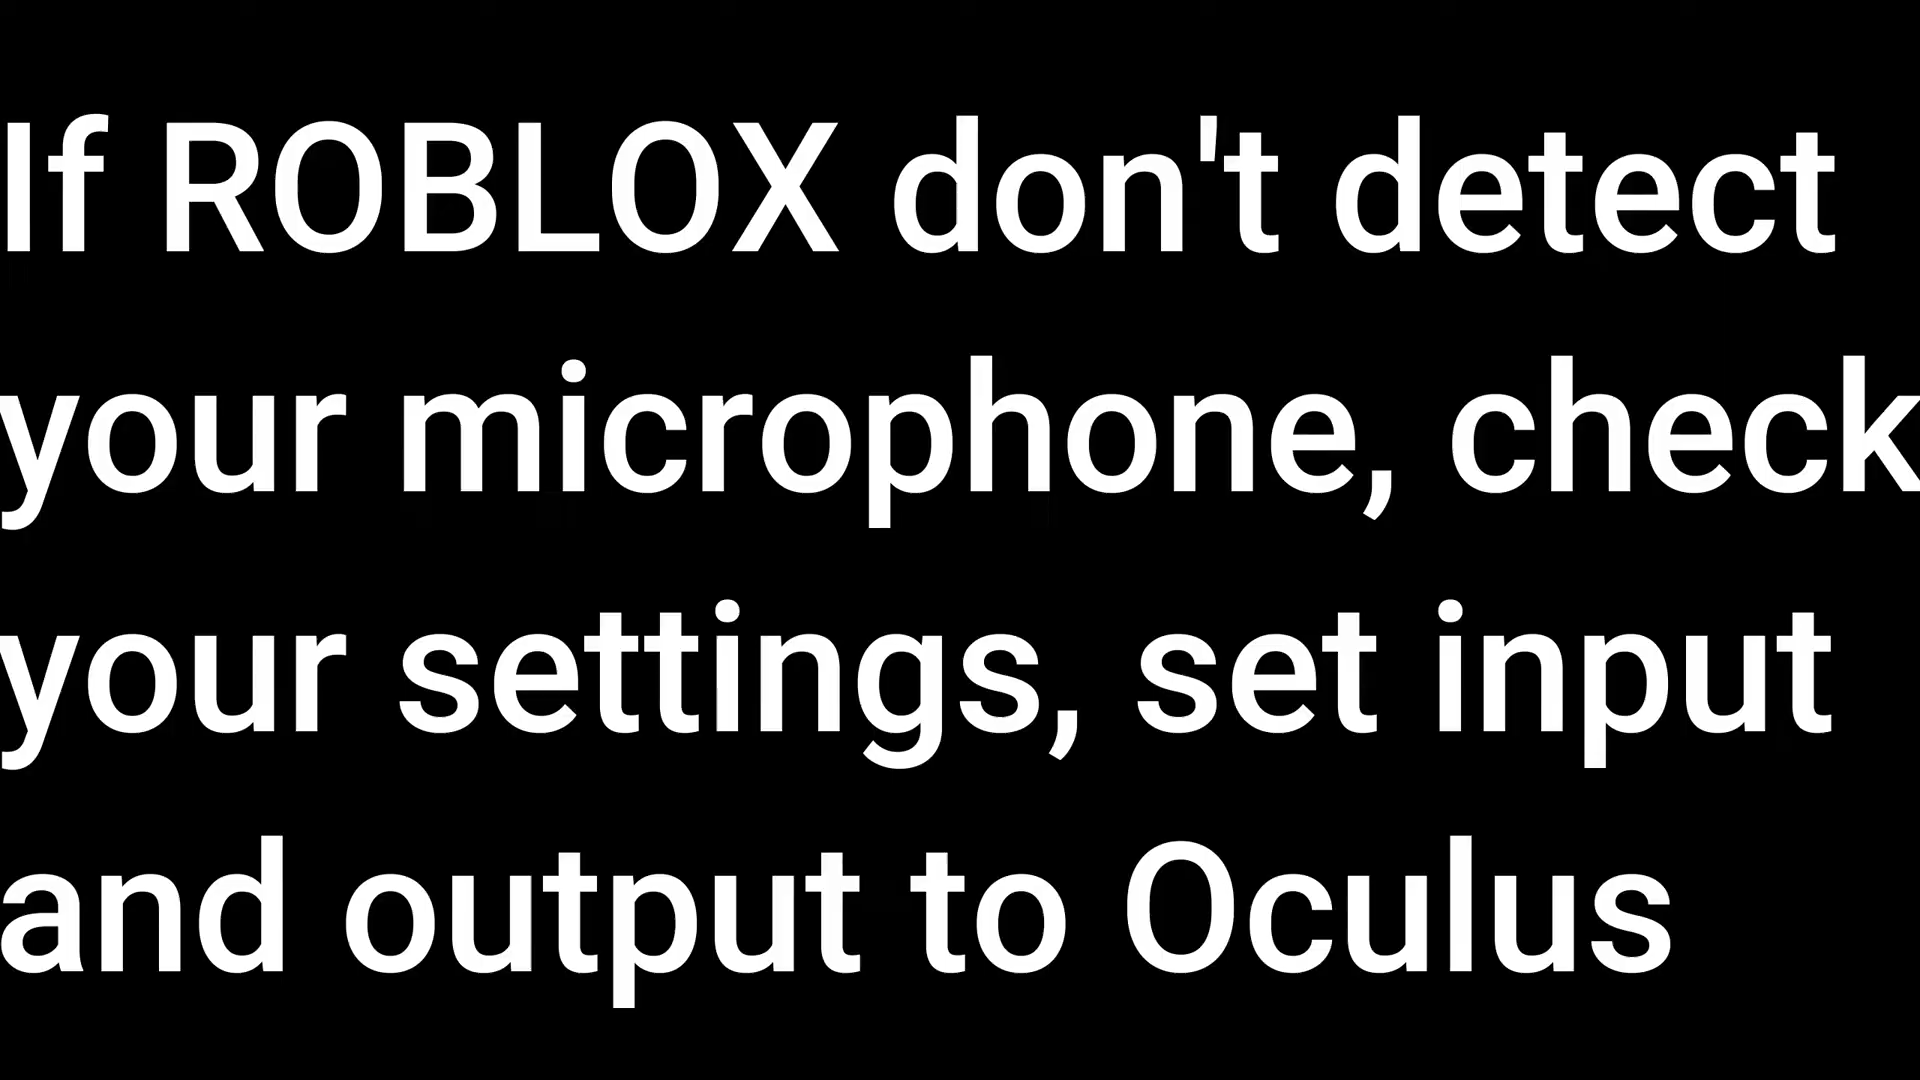 If ROBLOX don't detect
your microphone, check
your settings, set input
and output to Oculus